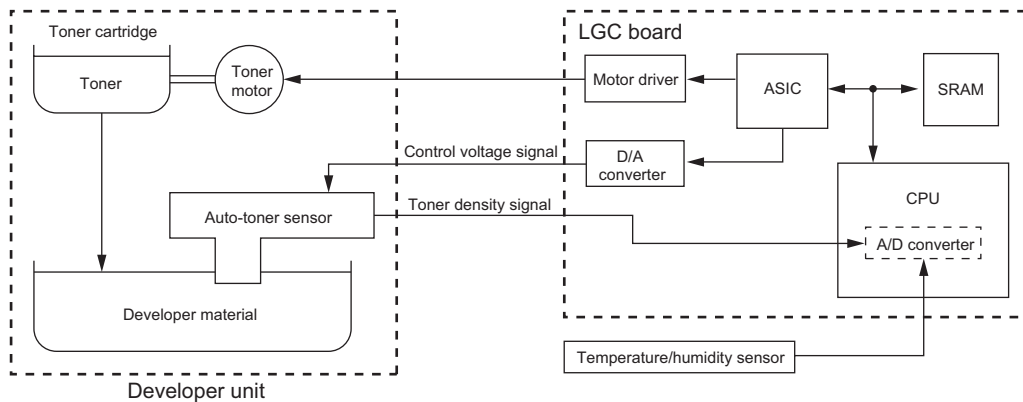 Toner cartridge
Toner
Toner
motor
LGC board
Motor driver
ASIC
SRAM
Control voltage signal
D/A
converter
CPU
Auto-toner sensor
Toner density signal
A/D converter
Developer material
Temperature/humidity sensor
Developer unit